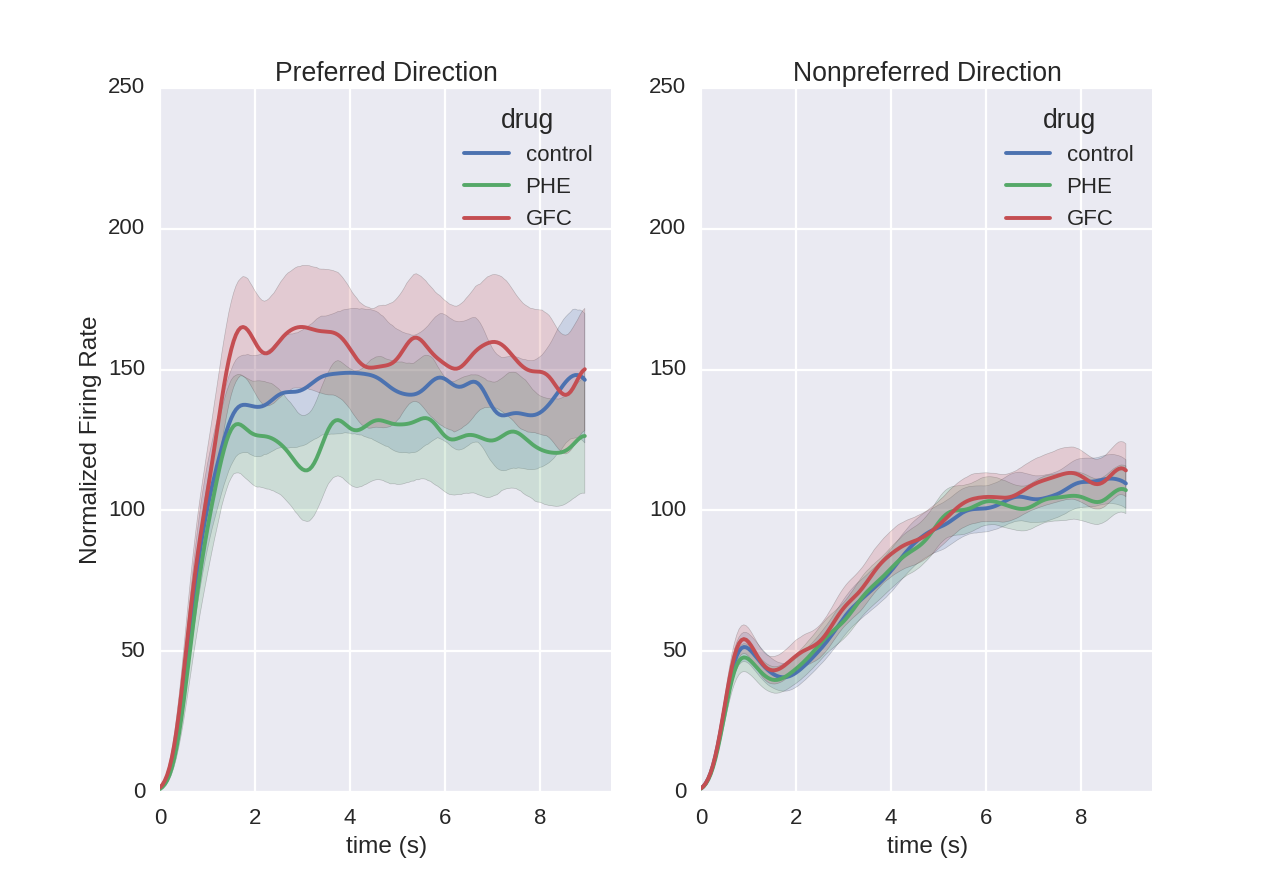 Preferred Direction
Nonpreferred Direction
Normalized Firing Rate
250
200
150
100
50
0
0 2 4 6 8
time (s)
drug
control
PHE
GFC
250
200
150
100
50
0
0 2 4 6 8
time (s)
drug
control
PHE
GFC